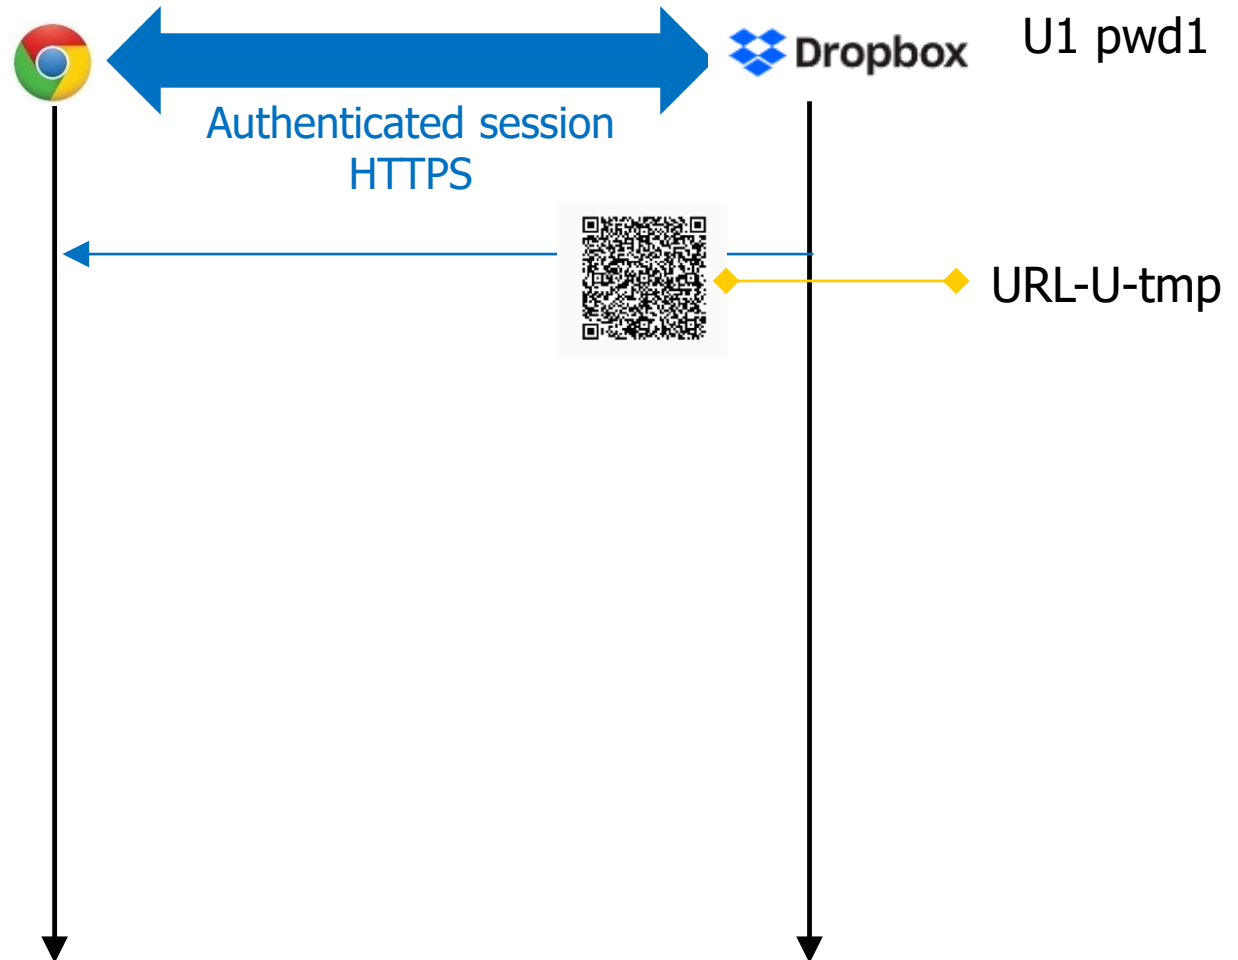 Dropbox
U1 pwd1
Authenticated session
HTTPS
URL-U-tmp